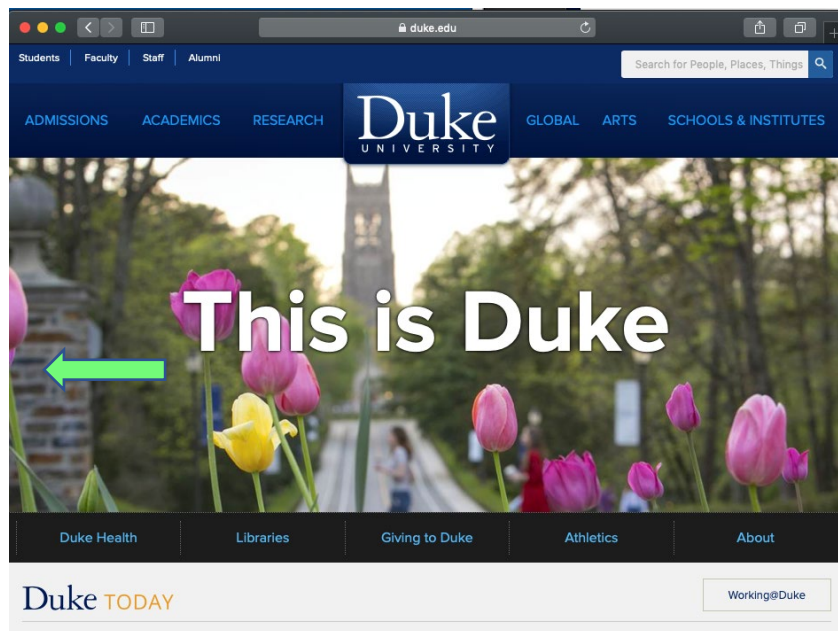 duke.edu
Students Faculty Staff Alumni
Search for People, Places, Things
ADMISSIONS ACADEMICS RESEARCH Duke GLOBAL ARTS SCHOOLS & INSTITUTES
UNIVERSITY
This is Duke
Duke Health Libraries Giving to Duke Athletics About
Duke TODAY Working@Duke